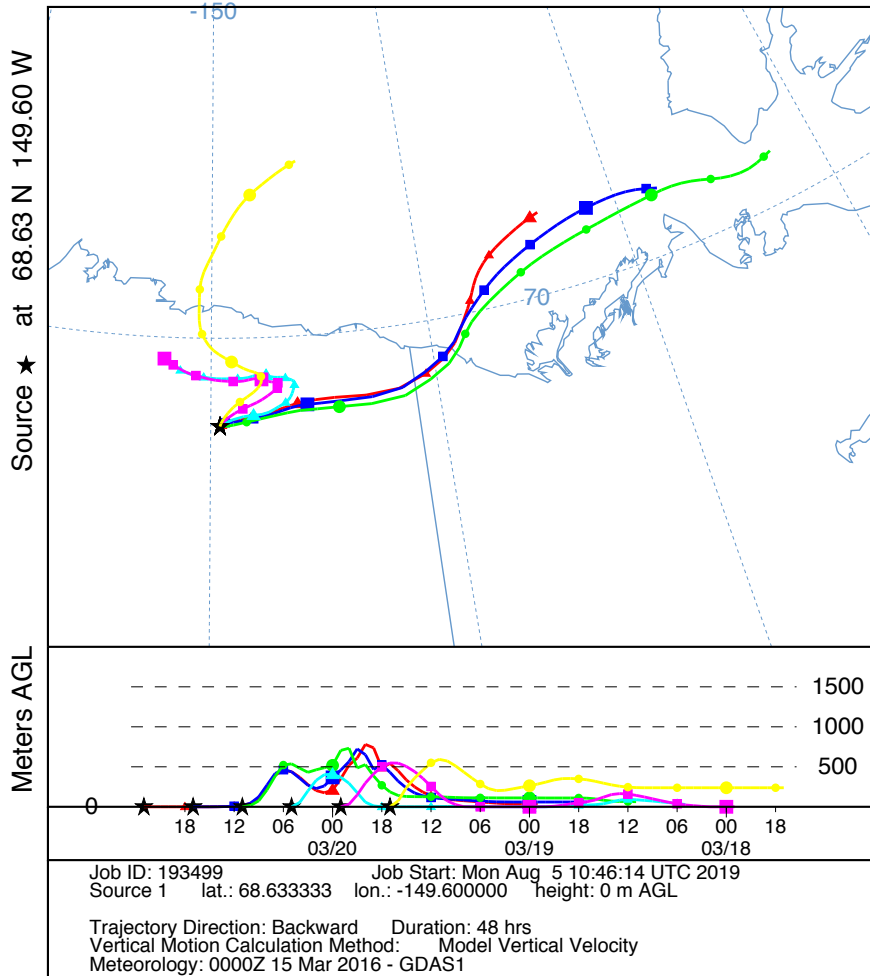 -150
Source ★ at 68.63 N 149.60 W
70
Meters AGL
1500
1000
500
0
18 12 06 00 18 12 06 00 18 12 06 00 18
03/20 03/19 03/18
Job ID: 193499 Job Start: Mon Aug 5 10:46:14 UTC 2019
Source 1 lat.: 68.633333 lon.: -149.600000 height: 0 m AGL
Trajectory Direction: Backward Duration: 48 hrs
Vertical Motion Calculation Method: Model Vertical Velocity
Meteorology: 0000Z 15 Mar 2016 - GDAS1